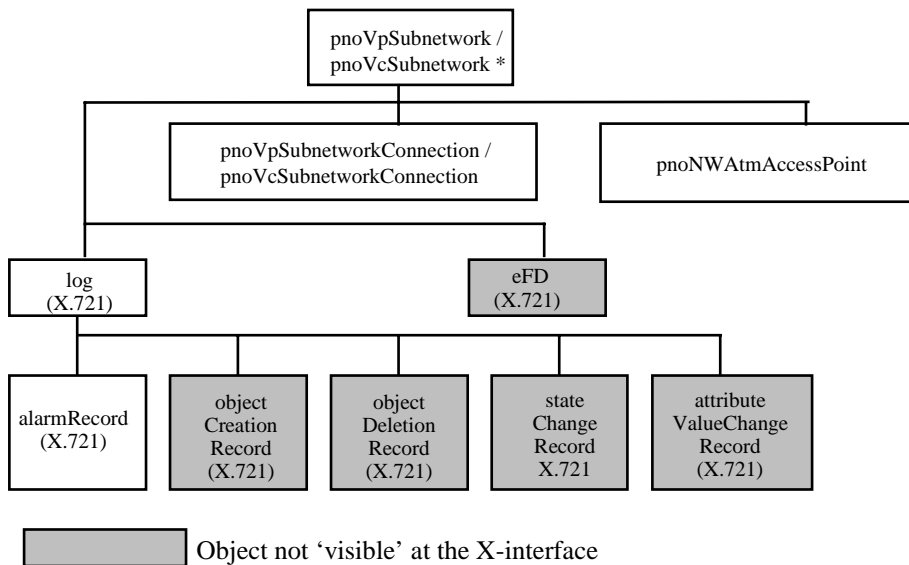 pnoVpSubnetwork /
pnoVcSubnetwork *
pnoVpSubnetworkConnection /
pnoVcSubnetworkConnection
pnoNWAtmAccessPoint
log
(X.721)
eFD
(X.721)
alarmRecord
(X.721)
object
Creation
Record
(X.721)
object
Deletion
Record
(X.721)
state
Change
Record
X.721
attribute
ValueChange
Record
(X.721)
Object not ‘visible’ at the X-interface